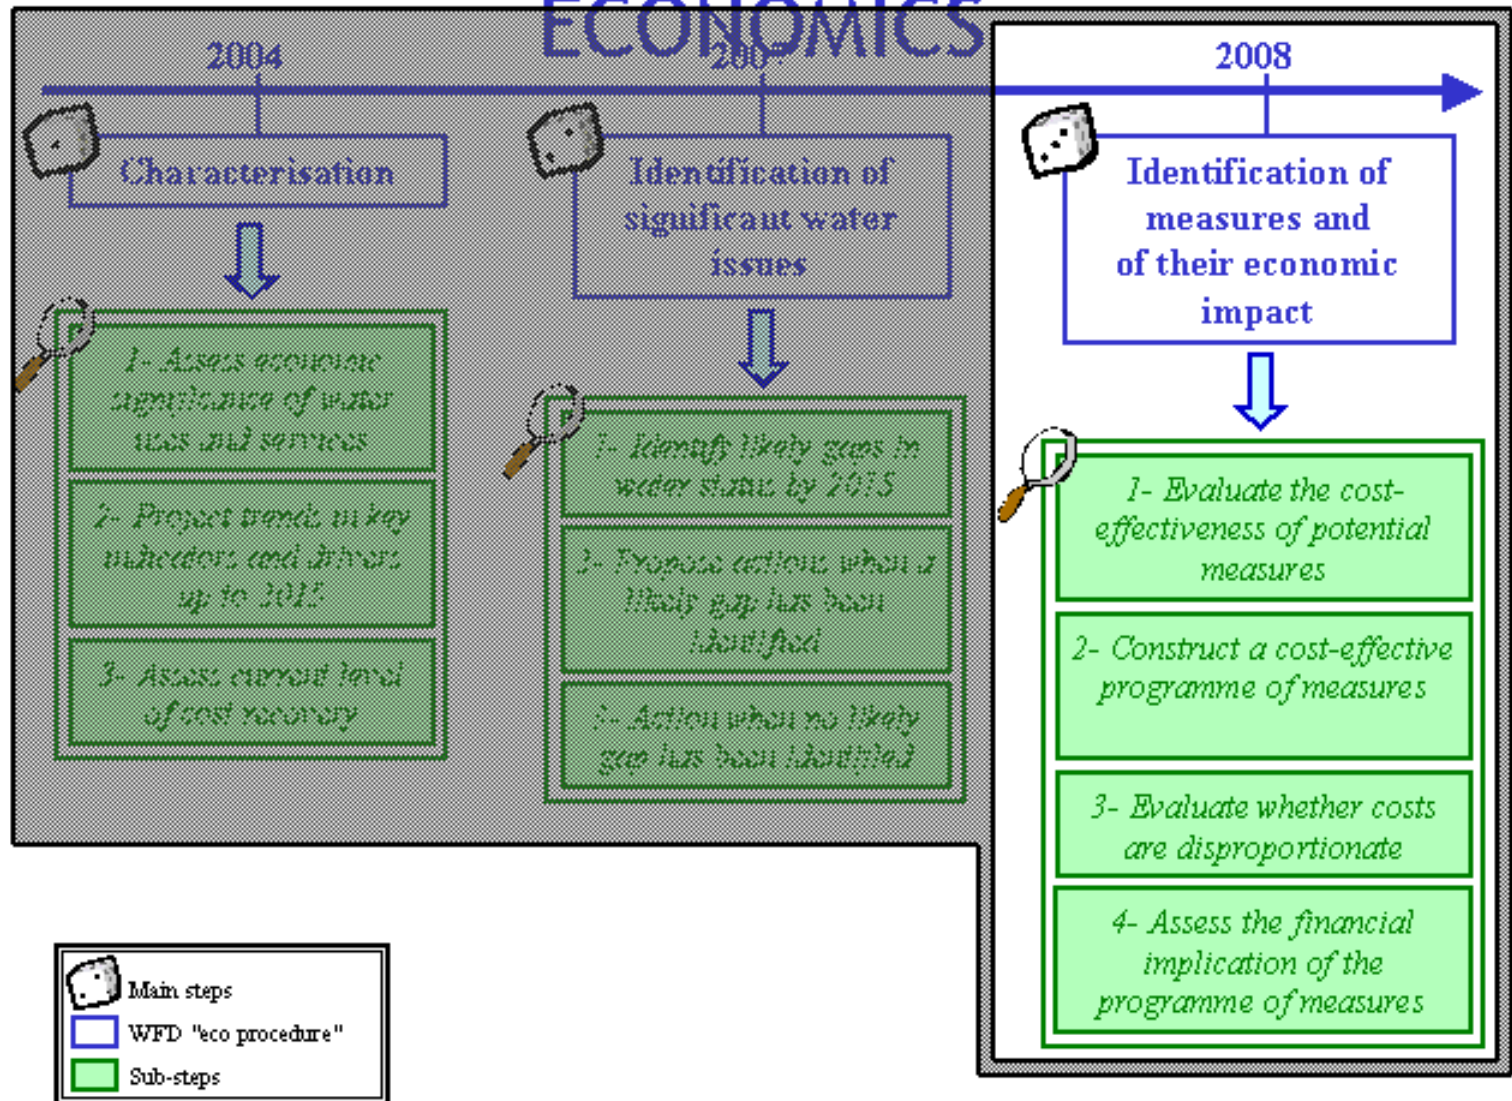 ECONOMICS
2004
2007
2008
Characterisation
Identification of
significant water
issues
Identification of
measures and
of their economic
impact
1- Assess economic
significance of water
uses and services
2- Project trends in key
indicators and drivers
up to 2015
3- Assess current level
of cost recovery
1- Identify likely gaps in
water status by 2015
Propose actions when a
likely gap has been
identified
Action when no likely
gap has been identified
1- Evaluate the cost-
effectiveness of potential
measures
2- Construct a cost-effective
programme of measures
3- Evaluate whether costs
are disproportionate
4- Assess the financial
implication of the
programme of measures
Main steps
WFD "eco procedure"
Sub-steps